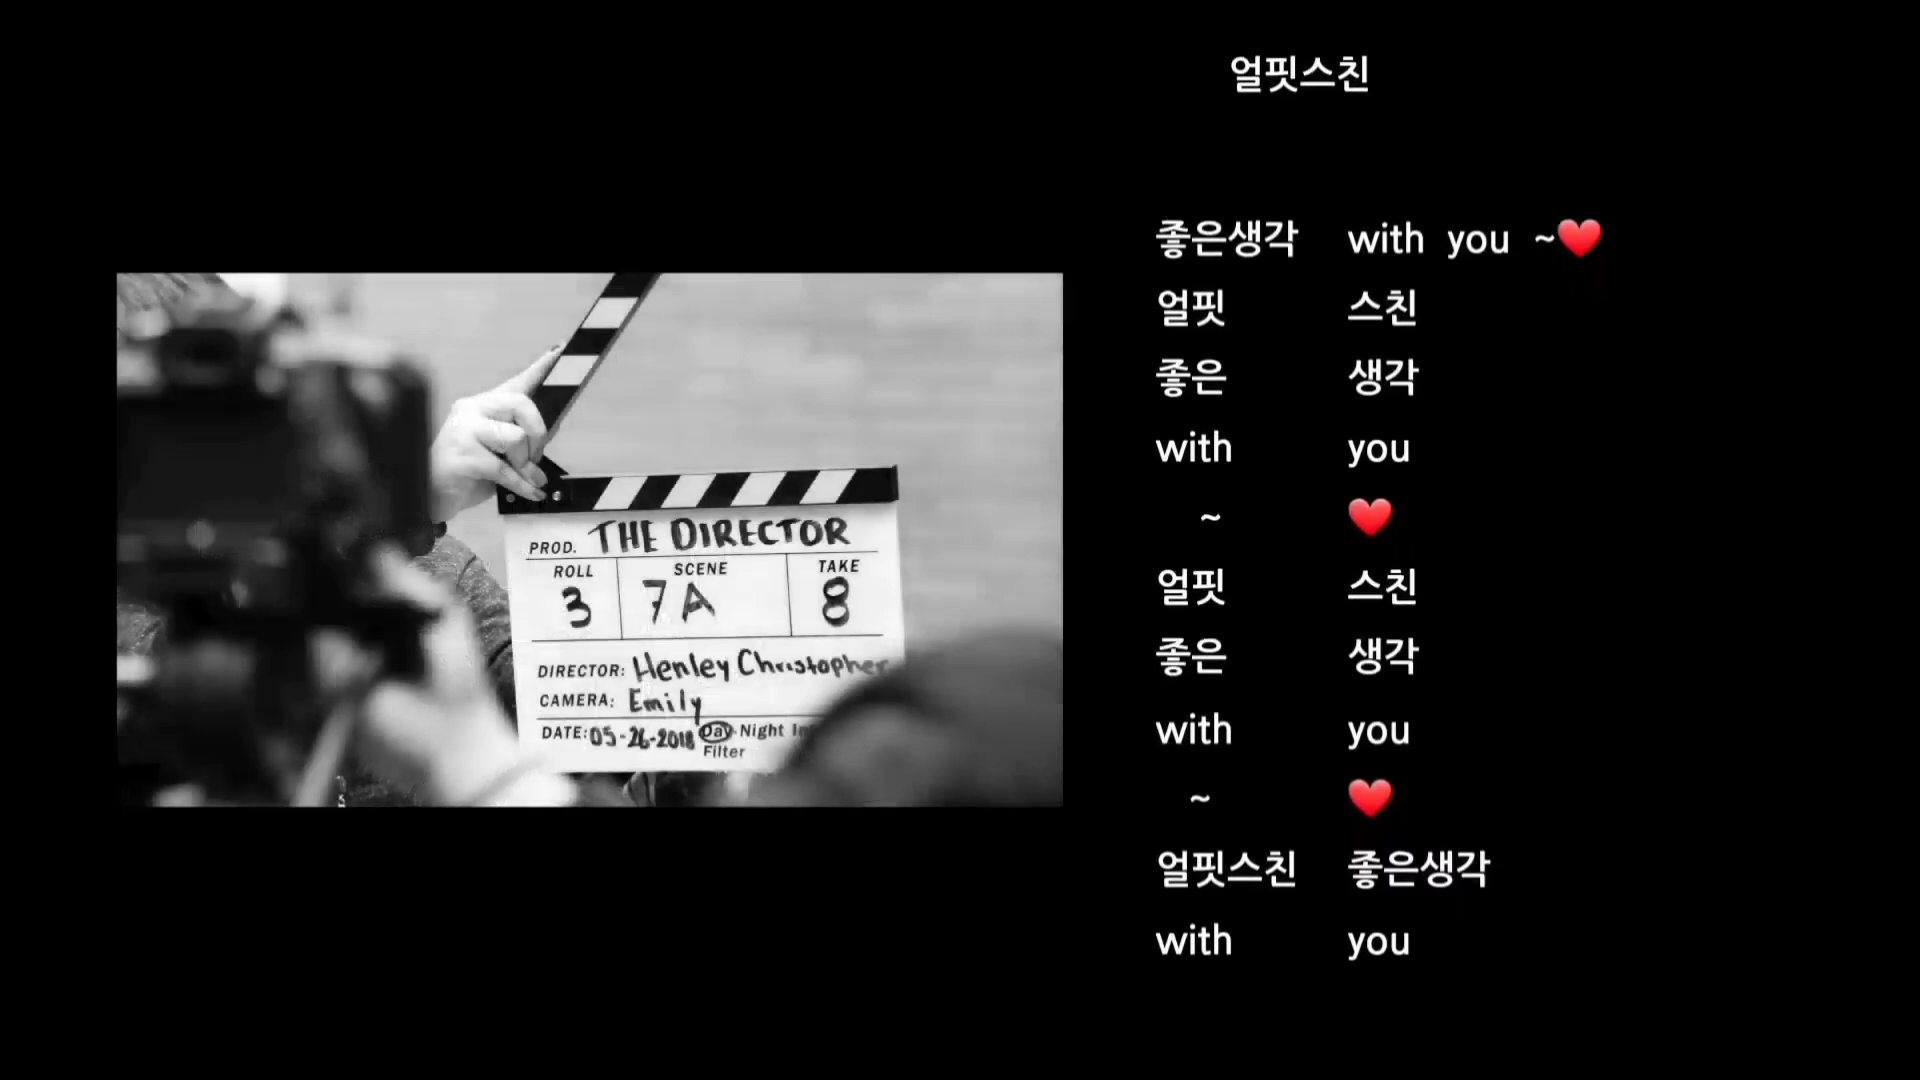 얼핏스친
좋은생각 with you ~❤️
얼핏 스친
좋은 생각
with you
~ ❤️
얼핏 스친
좋은 생각
with you
~ ❤️
얼핏스친 좋은생각
with you
PROD. THE DIRECTOR
ROLL SCENE TAKE
3 7A 8
DIRECTOR: Henley Christopher
CAMERA: Emily
DATE: 05-26-2018 Day Night
Filter